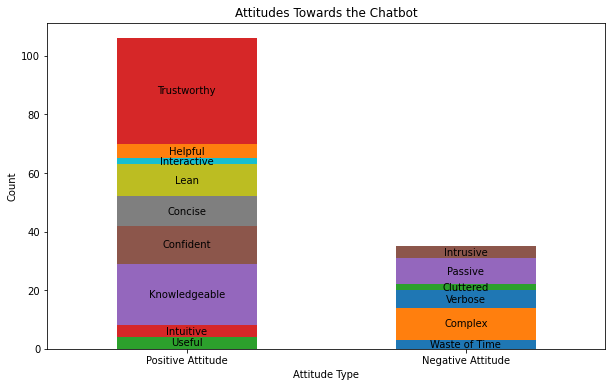 Attitudes Towards the Chatbot
100
80
60
40
20
0
Count
Trustworthy
Helpful
Interactive
Lean
Concise
Confident
Knowledgeable
Intuitive
Useful
Intrusive
Passive
Cluttered
Verbose
Complex
Waste of Time
Positive Attitude
Negative Attitude
Attitude Type